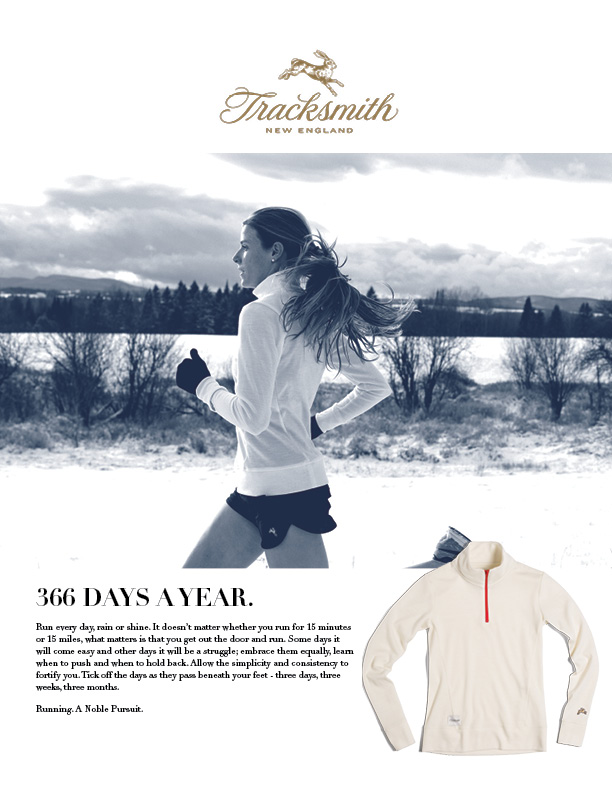 Tracksmith
NEW ENGLAND
366 DAYS A YEAR.
Run every day, rain or shine. It doesn't matter whether you run for 15 minutes
or 15 miles, what matters is that you get out the door and run. Some days it
will come easy and other days it will be a struggle; embrace them equally, learn
when to push and when to hold back. Allow the simplicity and consistency to
fortify you. Tick off the days as they pass beneath your feet - three days, three
weeks, three months.
Running. A Noble Pursuit.